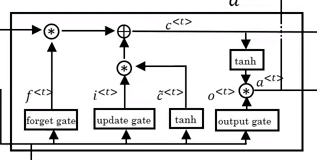 a
* ⊕ c<t>
tanh
* *
f<t> i<t> c̃<t> o<t> a<t>
forget gate update gate tanh output gate